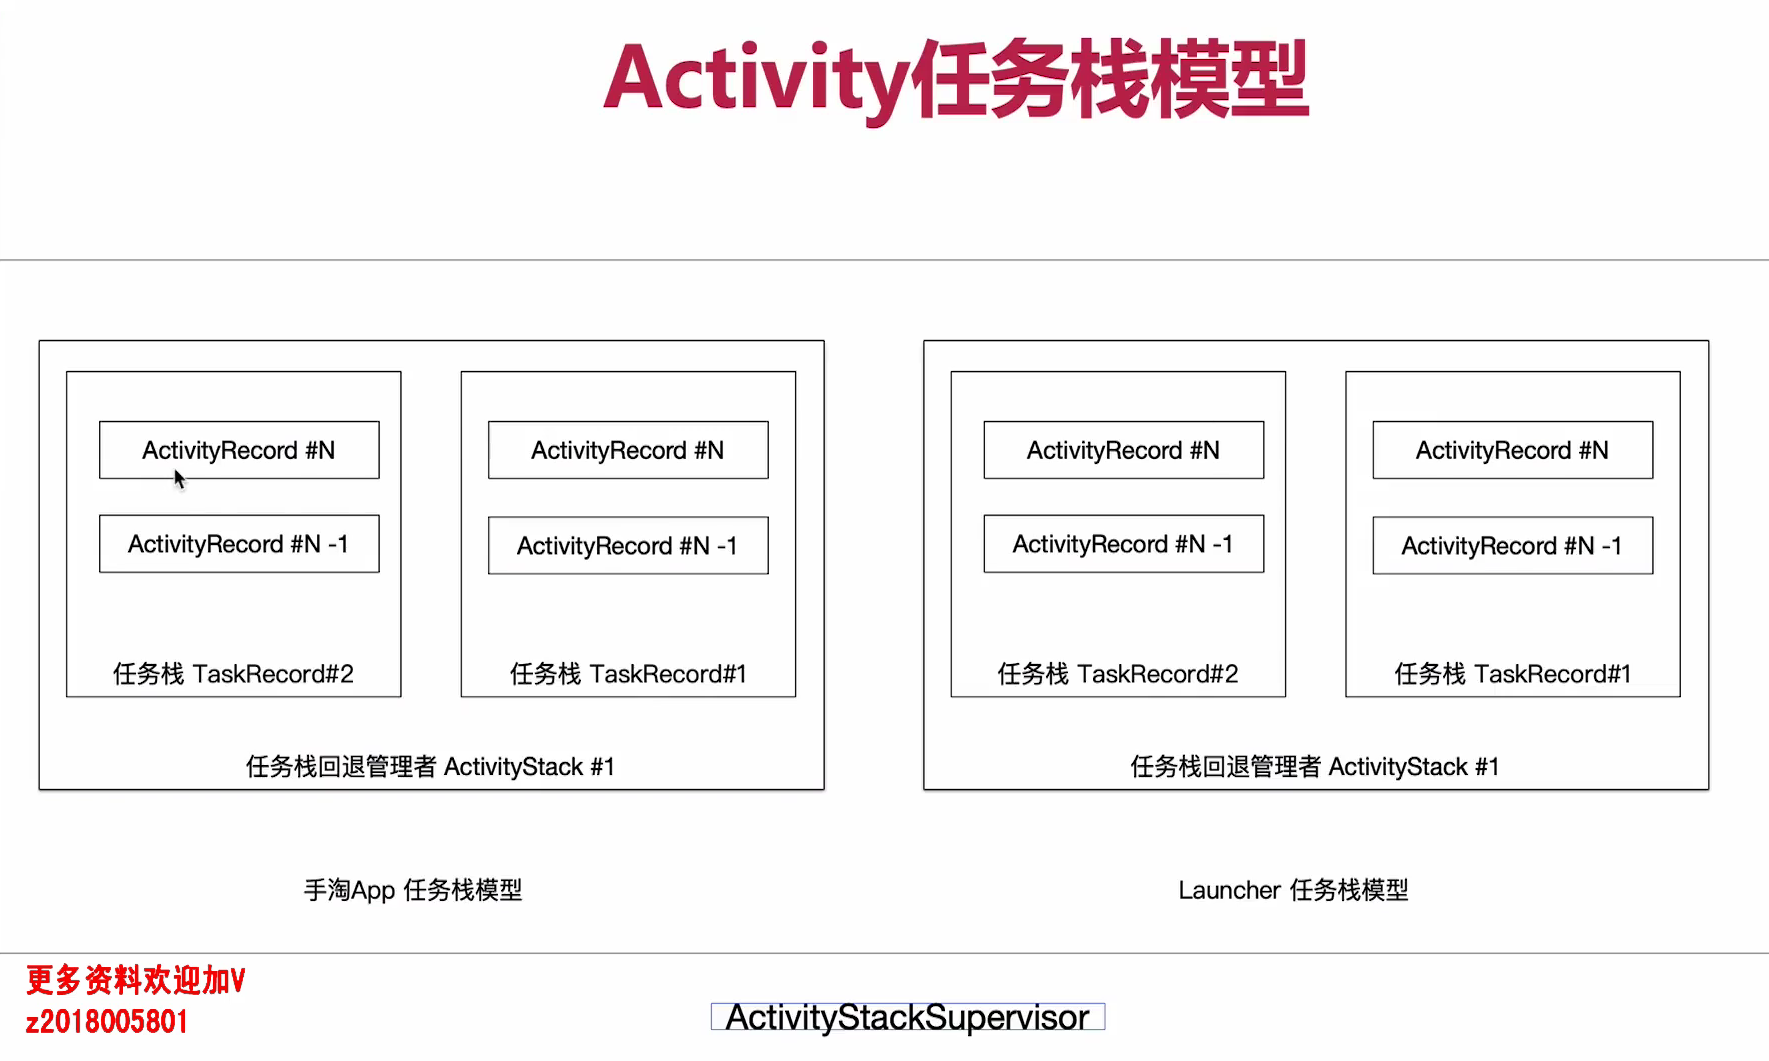 Activity任务栈模型
ActivityRecord #N
ActivityRecord #N -1
任务栈 TaskRecord#2
ActivityRecord #N
ActivityRecord #N -1
任务栈 TaskRecord#1
任务栈回退管理者 ActivityStack #1
手淘App 任务栈模型
ActivityRecord #N
ActivityRecord #N -1
任务栈 TaskRecord#2
ActivityRecord #N
ActivityRecord #N -1
任务栈 TaskRecord#1
任务栈回退管理者 ActivityStack #1
Launcher 任务栈模型
更多资料欢迎加V
z2018005801
ActivityStackSupervisor